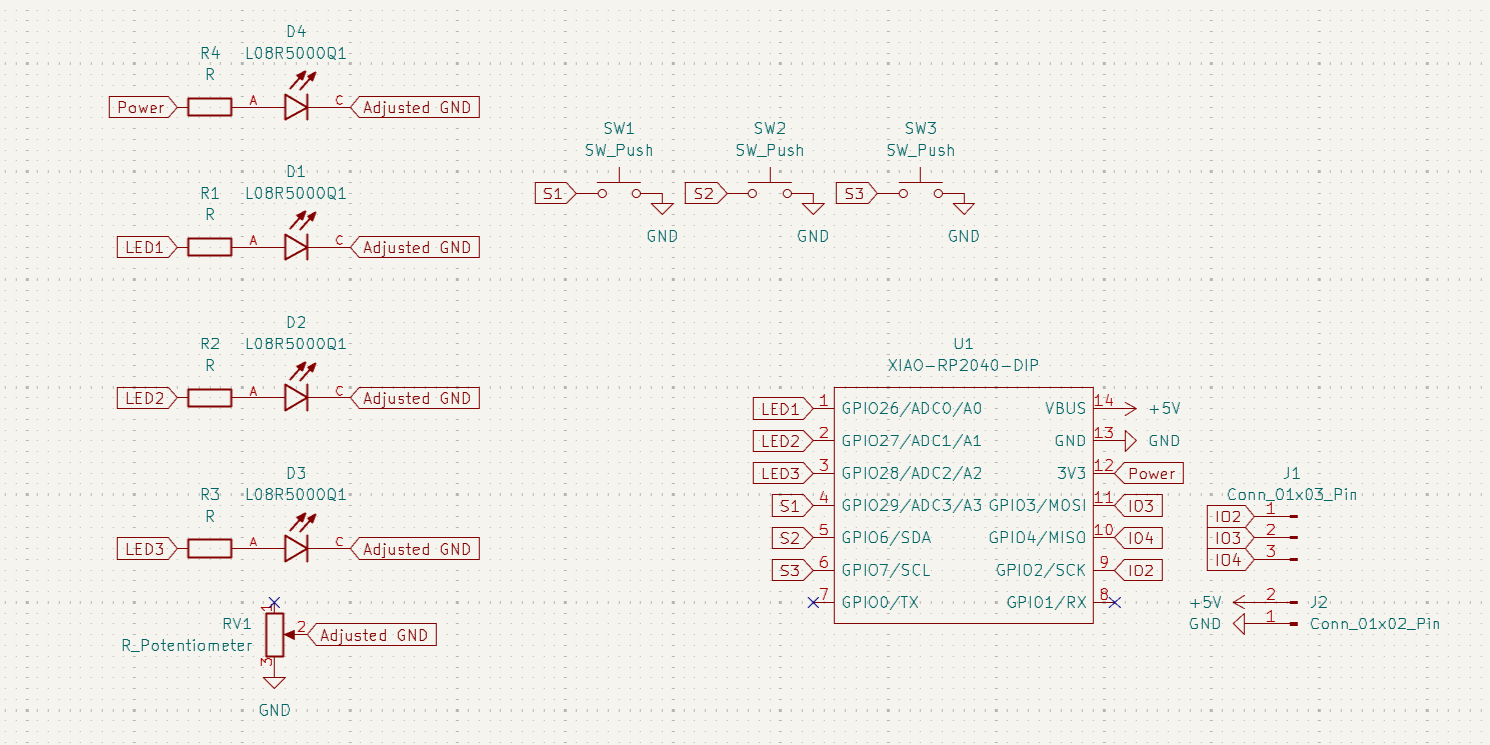 D4
L08R5000Q1
R4
R
Power
A
C
Adjusted GND
D1
L08R5000Q1
R1
R
LED1
A
C
Adjusted GND
D2
L08R5000Q1
R2
R
LED2
A
C
Adjusted GND
D3
L08R5000Q1
R3
R
LED3
A
C
Adjusted GND
1
RV1
R_Potentiometer
2
Adjusted GND
3
GND
SW1
SW_Push
S1
GND
SW2
SW_Push
S2
GND
SW3
SW_Push
S3
GND
U1
XIAO-RP2040-DIP
LED1 1 GPIO26/ADC0/A0 VBUS 14 +5V
LED2 2 GPIO27/ADC1/A1 GND 13 GND
LED3 3 GPIO28/ADC2/A2 3V3 12 Power
S1 4 GPIO29/ADC3/A3 GPIO3/MOSI 11 IO3
S2 5 GPIO6/SDA GPIO4/MISO 10 IO4
S3 6 GPIO7/SCL GPIO2/SCK 9 IO2
7 GPIO0/TX GPIO1/RX 8
J1
Conn_01x03_Pin
IO2 1
IO3 2
IO4 3
+5V 2 J2
GND 1 Conn_01x02_Pin